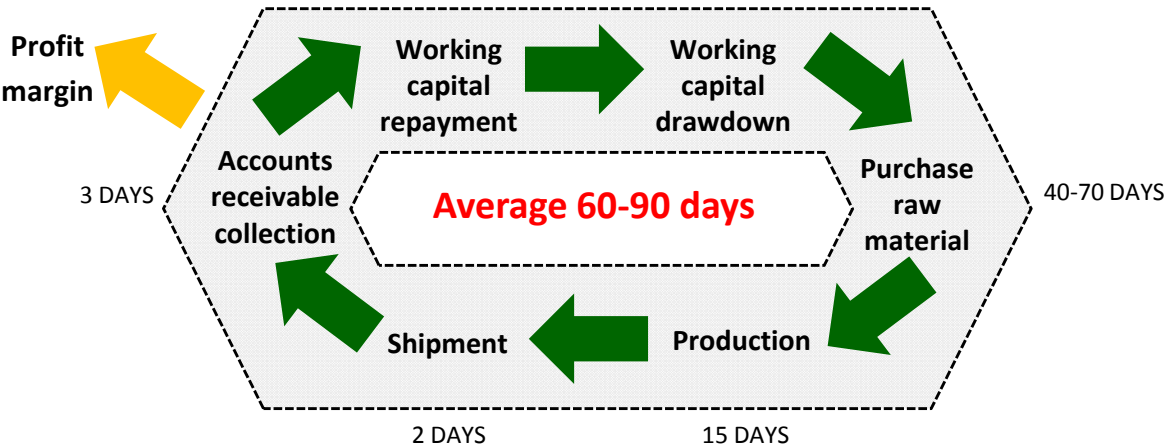 Profit
margin
Working
capital
repayment
Working
capital
drawdown
Accounts
receivable
collection
3 DAYS
Average 60-90 days
Purchase
raw
material
40-70 DAYS
Shipment
Production
2 DAYS
15 DAYS